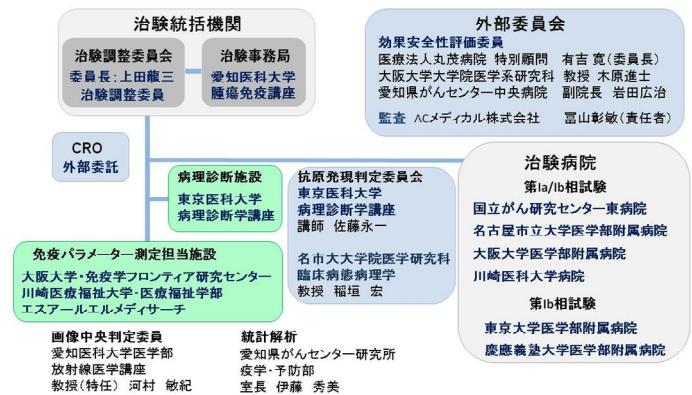 治験統括機関
治験調整委員会
委員長:上田龍三
治験調整委員
治験事務局
愛知医科大学
腫瘍免疫講座
外部委員会
効果安全性評価委員
医療法人丸茂病院 特別顧問 有吉 寛(委員長)
大阪大学大学院医学系研究科 教授 木原進士
愛知県がんセンター中央病院 副院長 岩田広治
監査 ACメディカル株式会社 冨山彰敏(責任者)
CRO
外部委託
病理診断施設
東京医科大学
病理診断学講座
抗原発現判定委員会
東京医科大学
病理診断学講座
講師 佐藤永一
名市大大学院医学研究科
臨床病態病理学
教授 稲垣 宏
治験病院
第Ia/Ib相試験
国立がん研究センター東病院
名古屋市立大学医学部附属病院
大阪大学医学部附属病院
川崎医科大学病院
第Ib相試験
東京大学医学部附属病院
慶應義塾大学医学部附属病院
免疫パラメーター測定担当施設
大阪大学・免疫学フロンティア研究センター
川崎医療福祉大学・医療福祉学部
エスアールエルメディサーチ
画像中央判定委員
愛知医科大学医学部
放射線医学講座
教授(特任) 河村 敏紀
統計解析
愛知県がんセンター研究所
疫学・予防部
室長 伊藤 秀美